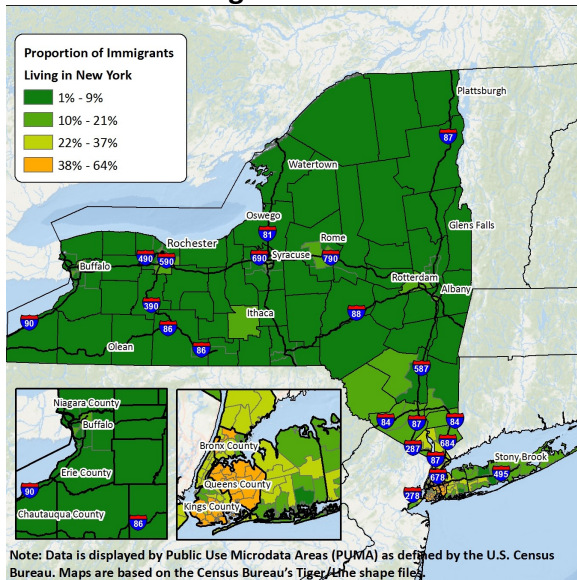 Proportion of Immigrants
Living in New York
1% - 9%
10% - 21%
22% - 37%
38% - 64%
Plattsburgh
87
Watertown
Oswego
81
Glens Falls
Rochester
Rome
490
590
690
Syracuse
790
Buffalo
Rotterdam
Albany
390
90
Ithaca
88
86
Olean
86
587
84
87
84
287
684
87
Stony Brook
678
495
278
Niagara County
Buffalo
Erie County
90
Chautauqua County
86
Bronx County
Queens County
Kings County
Note: Data is displayed by Public Use Microdata Areas (PUMA) as defined by the U.S. Census
Bureau. Maps are based on the Census Bureau's Tiger/Line shape files.